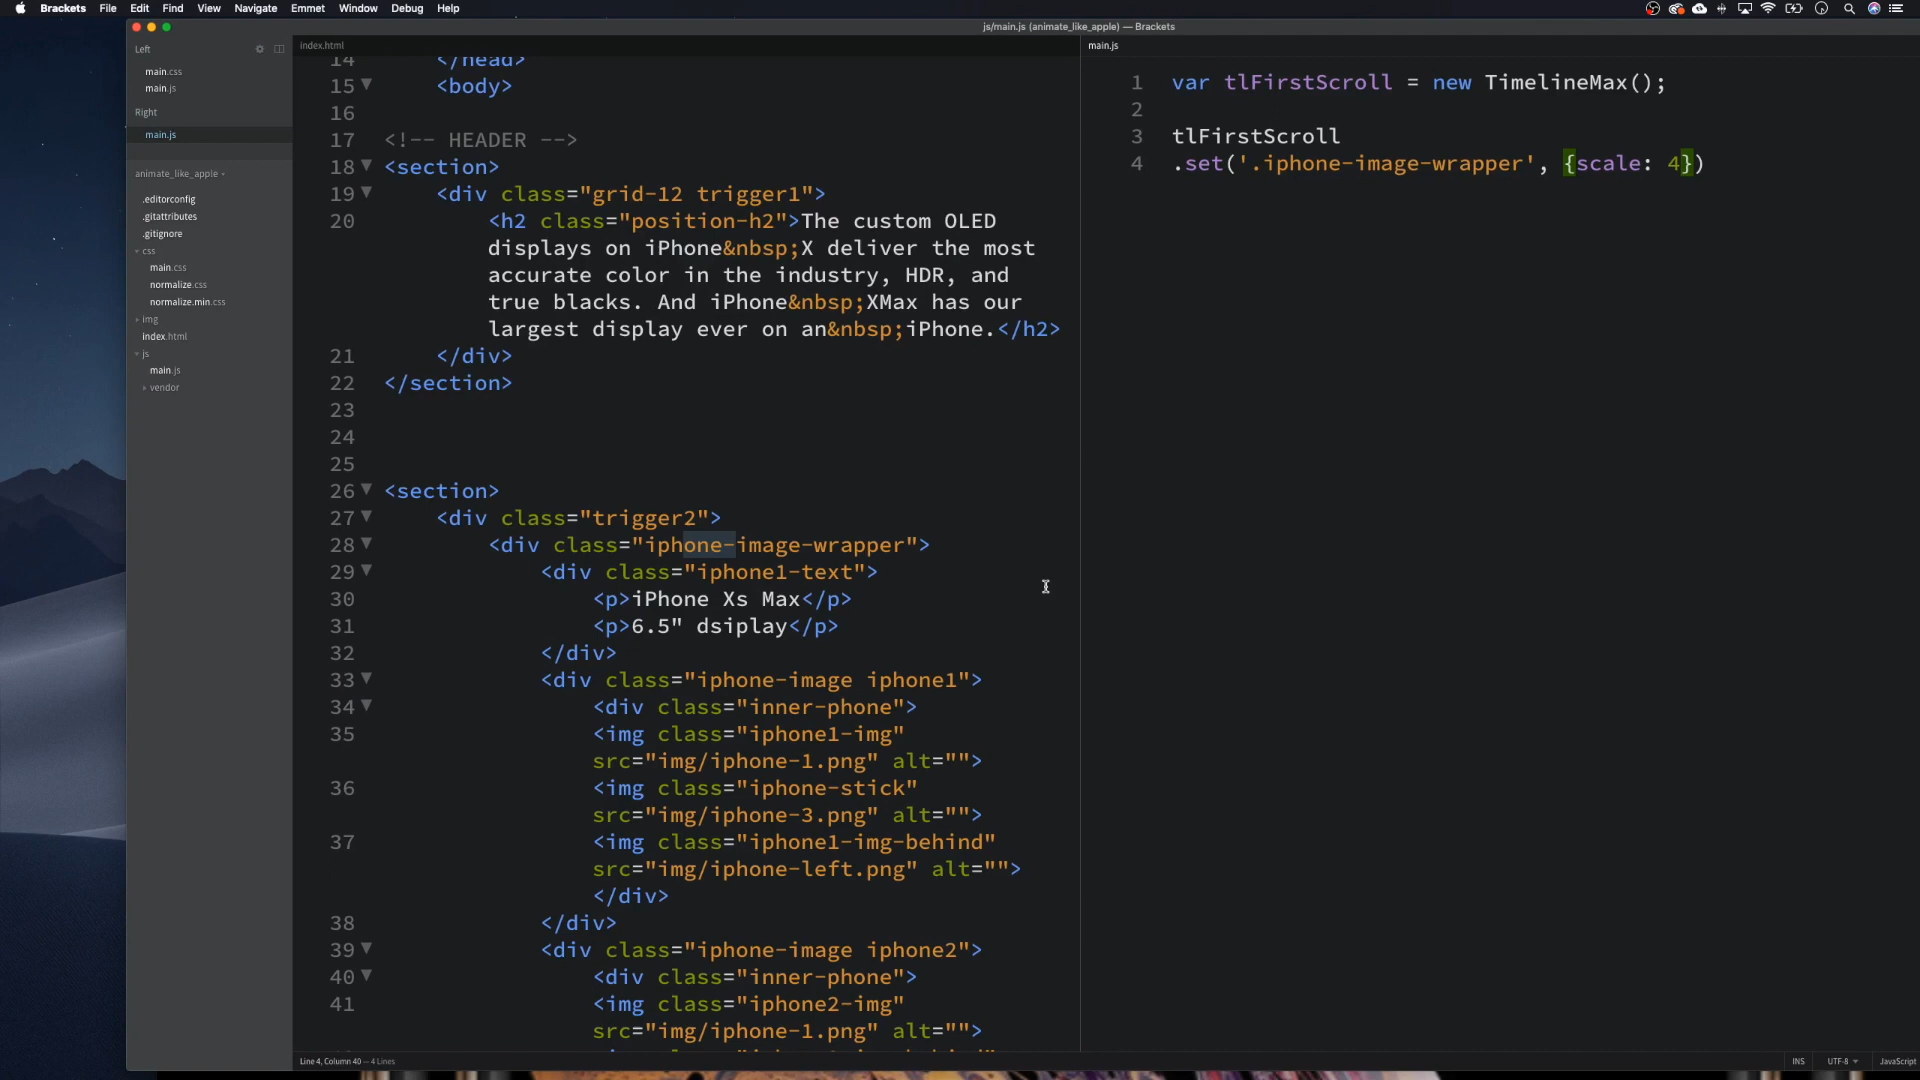 Brackets File Edit Find View Navigate Emmet Window Debug Help
js/main.js (animate_like_apple) — Brackets
Left
main.css
main.js
Right
main.js
animate_like_apple
.editorconfig
.gitattributes
.gitignore
css
main.css
normalize.css
normalize.min.css
img
index.html
js
main.js
vendor
index.html
14 </head>
15 <body>
16
17 <!-- HEADER -->
18 <section>
19 <div class="grid-12 trigger1">
20 <h2 class="position-h2">The custom OLED
displays on iPhone&nbsp;X deliver the most
accurate color in the industry, HDR, and
true blacks. And iPhone&nbsp;XMax has our
largest display ever on an&nbsp;iPhone.</h2>
21 </div>
22 </section>
23
24
25
26 <section>
27 <div class="trigger2">
28 <div class="iphone-image-wrapper">
29 <div class="iphone1-text">
30 <p>iPhone Xs Max</p>
31 <p>6.5" dsiplay</p>
32 </div>
33 <div class="iphone-image iphone1">
34 <div class="inner-phone">
35 <img class="iphone1-img"
src="img/iphone-1.png" alt="">
36 <img class="iphone-stick"
src="img/iphone-3.png" alt="">
37 <img class="iphone1-img-behind"
src="img/iphone-left.png" alt="">
</div>
38 </div>
39 <div class="iphone-image iphone2">
40 <div class="inner-phone">
41 <img class="iphone2-img"
src="img/iphone-1.png" alt="">
main.js
1 var tlFirstScroll = new TimelineMax();
2
3 tlFirstScroll
4 .set('.iphone-image-wrapper', {scale: 4})
Line 4, Column 40 — 4 Lines
INS UTF-8 JavaScript